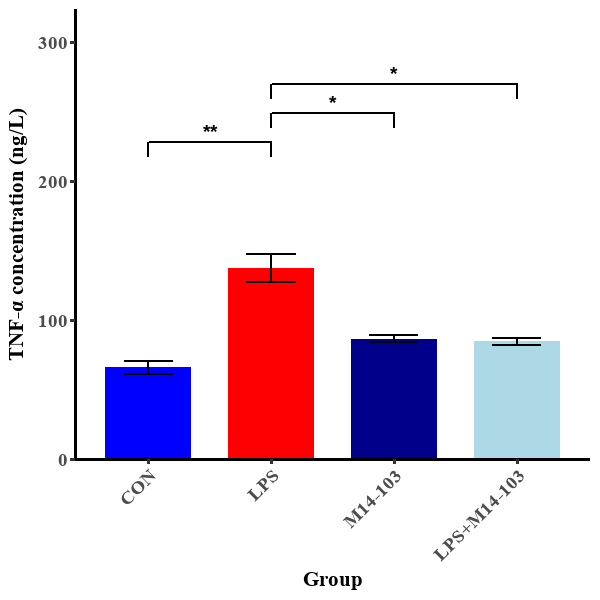 TNF-α concentration (ng/L)
300
200
100
0
*
*
**
CON
LPS
M14-103
LPS+M14-103
Group